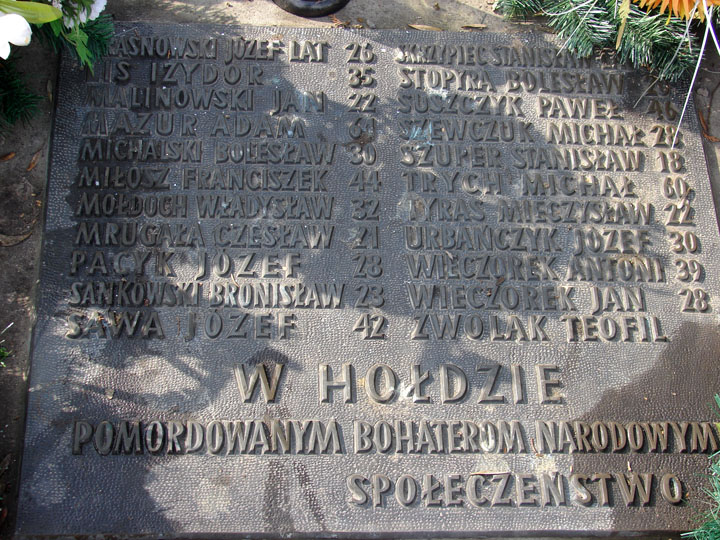 KRASNOWSKI JÓZEF LAT 26
LIS IZYDOR 35
MALINOWSKI JAN 22
MAZUR ADAM
MICHALSKI BOLESŁAW 30
MIŁOSZ FRANCISZEK 44
MOŁDOCH WŁADYSŁAW 32
MRUGAŁA CZESŁAW 21
PACYK JÓZEF 28
SANKOWSKI BRONISŁAW 23
SAWA JÓZEF 42
SKRZYPIEC STANISŁAW
STOPYRA BOLESŁAW
SUSZCZYK PAWEŁ 46
SZEWCZUK MICHAŁ
SZUPER STANISŁAW 18
TRYCH MICHAŁ 60
TYRAS MIECZYSŁAW 22
URBAŃCZYK JÓZEF 30
WIECZOREK ANTONI 39
WIECZOREK JAN 28
ZWOLAK TEOFIL
W HOŁDZIE
POMORDOWANYM BOHATEROM NARODOWYM
SPOŁECZEŃSTWO